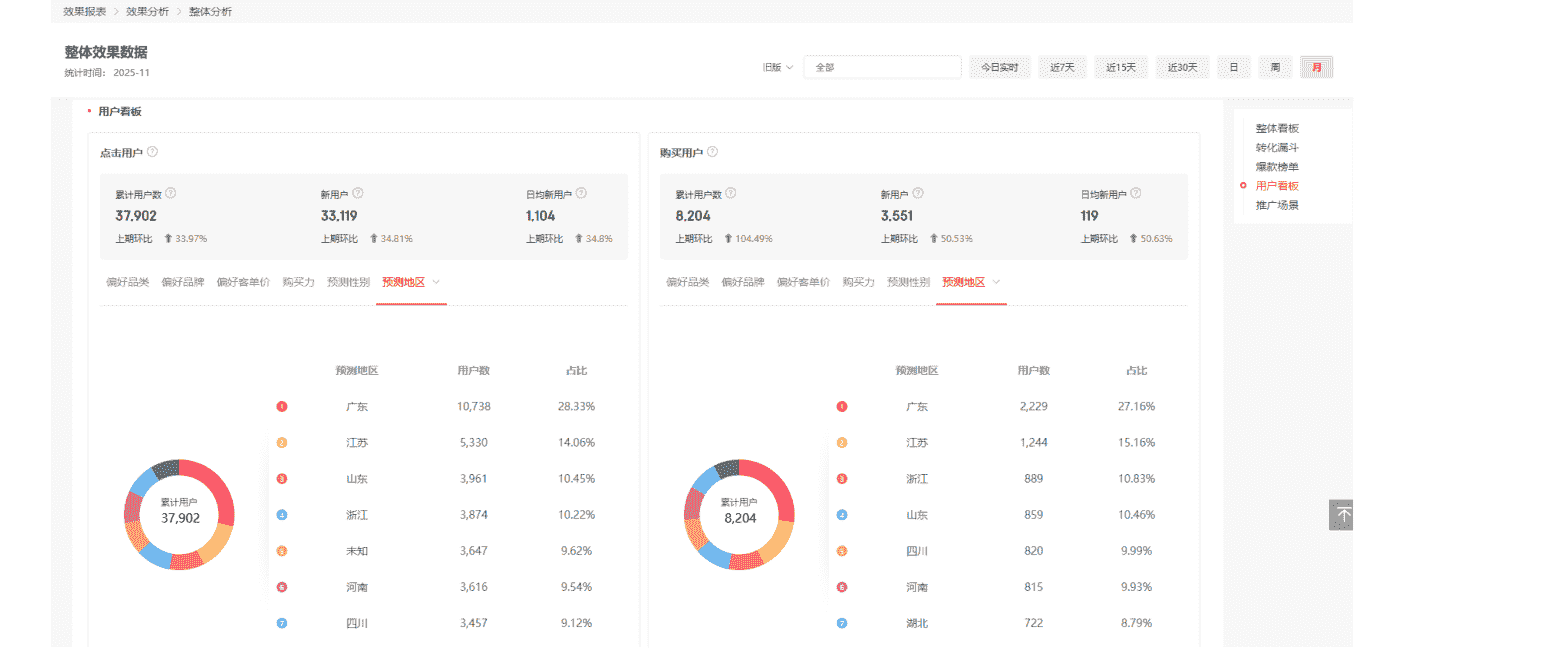 效果报表 > 效果分析 > 整体分析
整体效果数据
统计时间： 2025-11
旧版 全部 今日实时 近7天 近15天 近30天 日 周 月
用户看板
点击用户
累计用户数 新用户 日均新用户
37,902 33,119 1,104
上期环比 33.97% 上期环比 34.81% 上期环比 34.8%
偏好品类 偏好品牌 偏好客单价 购买力 预测性别 预测地区
预测地区 用户数 占比
1 广东 10,738 28.33%
2 江苏 5,330 14.06%
3 山东 3,961 10.45%
4 浙江 3,874 10.22%
5 未知 3,647 9.62%
6 河南 3,616 9.54%
7 四川 3,457 9.12%
累计用户
37,902
购买用户
累计用户数 新用户 日均新用户
8,204 3,551 119
上期环比 104.49% 上期环比 50.53% 上期环比 50.63%
偏好品类 偏好品牌 偏好客单价 购买力 预测性别 预测地区
预测地区 用户数 占比
1 广东 2,229 27.16%
2 江苏 1,244 15.16%
3 浙江 889 10.83%
4 山东 859 10.46%
5 四川 820 9.99%
6 河南 815 9.93%
7 湖北 722 8.79%
累计用户
8,204
整体看板
转化漏斗
爆款榜单
用户看板
推广场景